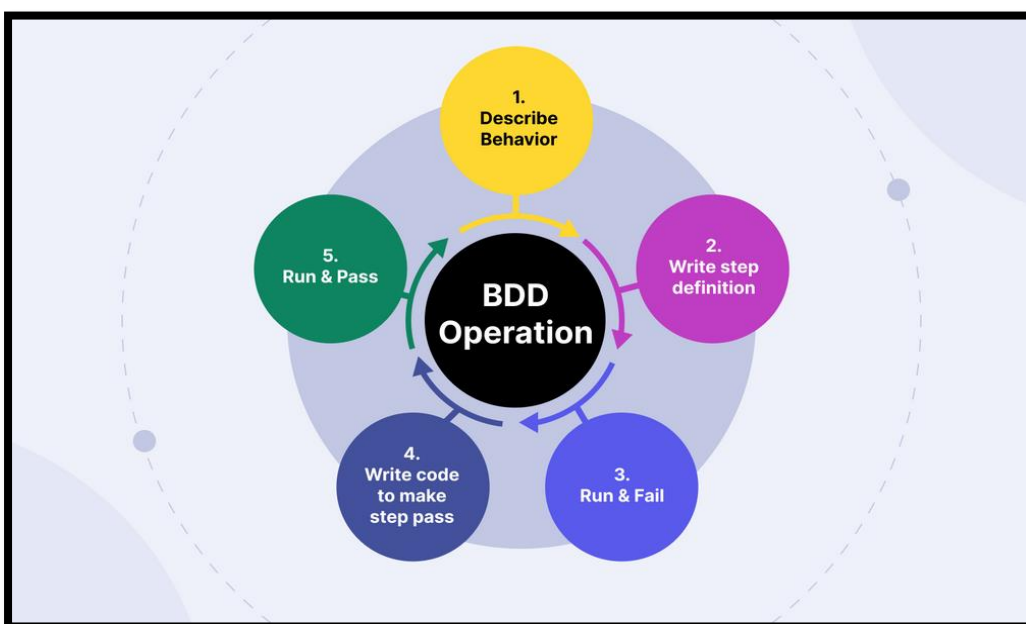 1.
Describe
Behavior
2.
Write step
definition
3.
Run & Fail
4.
Write code
to make
step pass
5.
Run & Pass
BDD
Operation